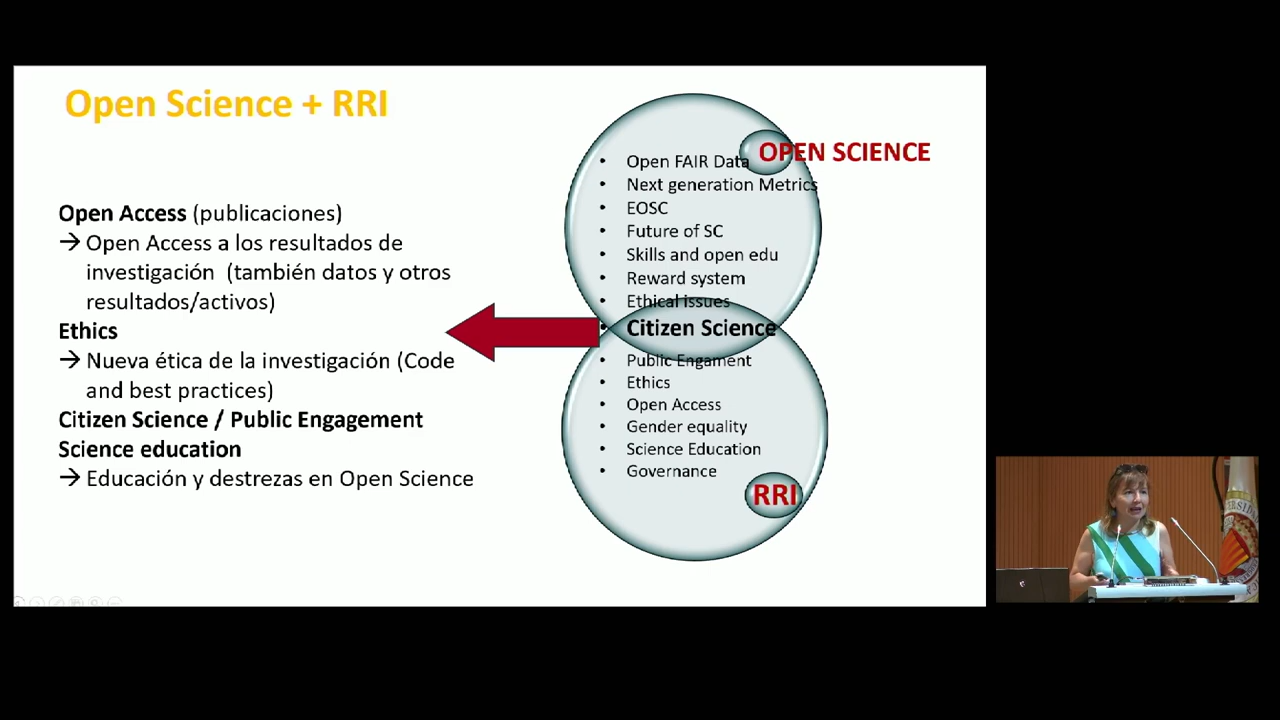 Open Science + RRI
Open Access (publicaciones)
→ Open Access a los resultados de
investigación (también datos y otros
resultados/activos)
Ethics
→ Nueva ética de la investigación (Code
and best practices)
Citizen Science / Public Engagement
Science education
→ Educación y destrezas en Open Science
OPEN SCIENCE
• Open FAIR Data
• Next generation Metrics
• EOSC
• Future of SC
• Skills and open edu
• Reward system
• Ethical issues
• Citizen Science
• Public Engament
• Ethics
• Open Access
• Gender equality
• Science Education
• Governance
RRI